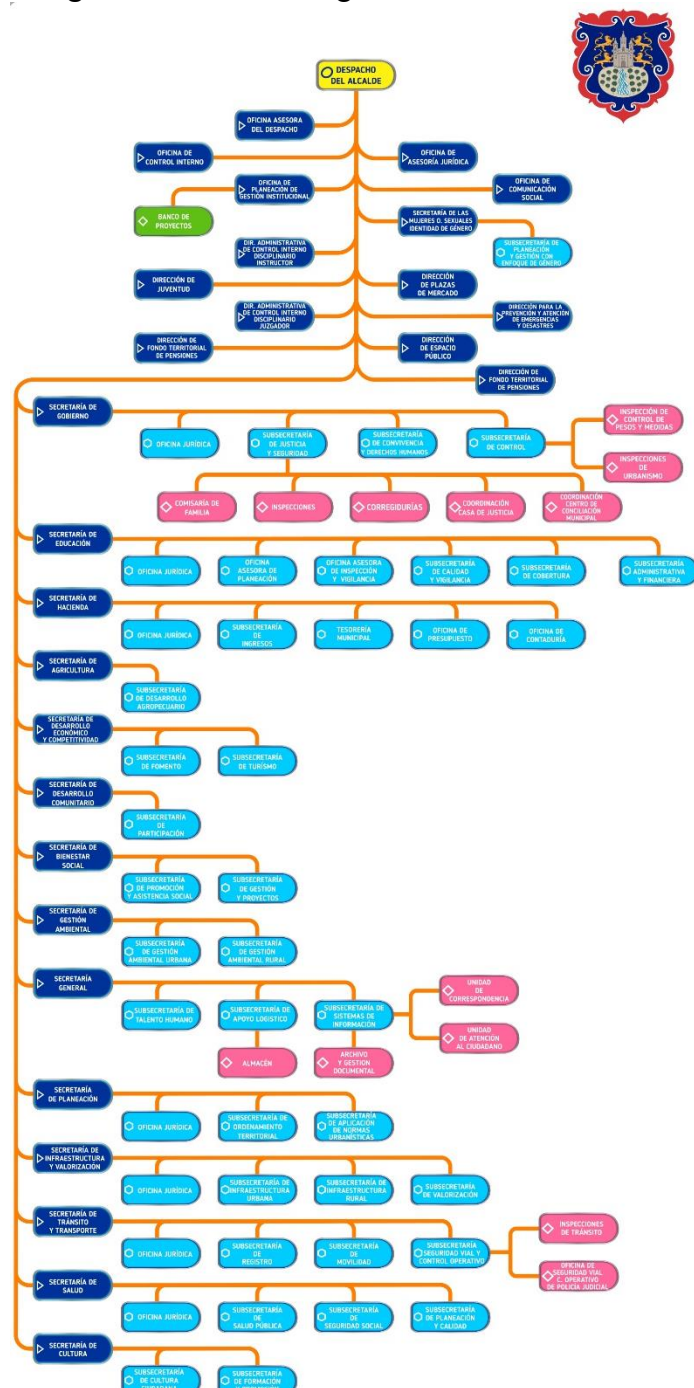 DESPACHO
DEL ALCALDE
OFICINA ASESORA
DEL DESPACHO
OFICINA DE
CONTROL INTERNO
OFICINA DE
ASESORÍA JURÍDICA
OFICINA DE
PLANEACIÓN DE
GESTIÓN INSTITUCIONAL
OFICINA DE
COMUNICACIÓN
SOCIAL
BANCO DE
PROYECTOS
SECRETARÍA DE LAS
MUJERES O. SEXUALES
IDENTIDAD DE GÉNERO
SUBSECRETARÍA
DE PLANEACIÓN
Y GESTIÓN CON
ENFOQUE DE GÉNERO
DIR. ADMINISTRATIVA
DE CONTROL INTERNO
DISCIPLINARIO
INSTRUCTOR
DIRECCIÓN DE
JUVENTUD
DIRECCIÓN
DE PLAZAS
DE MERCADO
DIR. ADMINISTRATIVA
DE CONTROL INTERNO
DISCIPLINARIO
JUZGADOR
DIRECCIÓN PARA LA
PREVENCIÓN Y ATENCIÓN
DE EMERGENCIAS
Y DESASTRES
DIRECCIÓN DE
FONDO TERRITORIAL
DE PENSIONES
DIRECCIÓN
DE ESPACIO
PÚBLICO
DIRECCIÓN DE
FONDO TERRITORIAL
DE PENSIONES
SECRETARÍA DE
GOBIERNO
OFICINA JURÍDICA
SUBSECRETARÍA
DE JUSTICIA
Y SEGURIDAD
SUBSECRETARÍA
DE CONVIVENCIA
Y DERECHOS HUMANOS
SUBSECRETARÍA
DE CONTROL
INSPECCIÓN DE
CONTROL DE
PESOS Y MEDIDAS
INSPECCIONES
DE
URBANISMO
COMISARÍA DE
FAMILIA
INSPECCIONES
CORREGIDURÍAS
COORDINACIÓN
CASA DE JUSTICIA
COORDINACIÓN
CENTRO DE
CONCILIACIÓN
MUNICIPAL
SECRETARÍA DE
EDUCACIÓN
OFICINA JURÍDICA
OFICINA
ASESORA DE
PLANEACIÓN
OFICINA ASESORA
DE INSPECCIÓN
Y VIGILANCIA
SUBSECRETARÍA
DE CALIDAD
Y VIGILANCIA
SUBSECRETARÍA
DE COBERTURA
SUBSECRETARÍA
ADMINISTRATIVA
Y FINANCIERA
SECRETARÍA DE
HACIENDA
OFICINA JURÍDICA
SUBSECRETARÍA
DE
INGRESOS
TESORERÍA
MUNICIPAL
OFICINA DE
PRESUPUESTO
OFICINA DE
CONTADURÍA
SECRETARÍA DE
AGRICULTURA
SUBSECRETARÍA
DE DESARROLLO
AGROPECUARIO
SECRETARÍA DE
DESARROLLO
ECONÓMICO
Y COMPETITIVIDAD
SUBSECRETARÍA
DE FOMENTO
SUBSECRETARÍA
DE TURÍSMO
SECRETARÍA DE
DESARROLLO
COMUNITARIO
SUBSECRETARÍA
DE
PARTICIPACIÓN
SECRETARÍA DE
BIENESTAR
SOCIAL
SUBSECRETARÍA
DE PROMOCIÓN
Y ASISTENCIA SOCIAL
SUBSECRETARÍA
DE GESTIÓN
Y PROYECTOS
SECRETARÍA DE
GESTIÓN
AMBIENTAL
SUBSECRETARÍA
DE GESTIÓN
AMBIENTAL URBANA
SUBSECRETARÍA
DE GESTIÓN
AMBIENTAL RURAL
SECRETARÍA
GENERAL
SUBSECRETARÍA DE
TALENTO HUMANO
SUBSECRETARÍA DE
APOYO LOGISTICO
SUBSECRETARÍA DE
SISTEMAS DE
INFORMACIÓN
UNIDAD
DE
CORRESPONDENCIA
UNIDAD
DE ATENCIÓN
AL CIUDADANO
ALMACÉN
ARCHIVO
Y GESTION
DOCUMENTAL
SECRETARÍA
DE PLANEACIÓN
OFICINA JURÍDICA
SUBSECRETARÍA DE
ORDENAMIENTO
TERRITORIAL
SUBSECRETARÍA
DE APLICACIÓN
DE NORMAS
URBANÍSTICAS
SECRETARÍA DE
INFRAESTRUCTURA
Y VALORIZACIÓN
OFICINA JURÍDICA
SUBSECRETARÍA DE
INFRAESTRUCTURA
URBANA
SUBSECRETARÍA DE
INFRAESTRUCTURA
RURAL
SUBSECRETARÍA
DE VALORIZACIÓN
SECRETARÍA DE
TRÁNSITO
Y TRANSPORTE
OFICINA JURÍDICA
SUBSECRETARÍA
DE
REGISTRO
SUBSECRETARÍA
DE
MOVILIDAD
SUBSECRETARÍA
SEGURIDAD VIAL Y
CONTROL OPERATIVO
INSPECCIONES
DE TRÁNSITO
OFICINA DE
SEGURIDAD VIAL
C. OPERATIVO
DE POLICÍA JUDICIAL
SECRETARÍA DE
SALUD
OFICINA JURÍDICA
SUBSECRETARÍA
DE
SALUD PÚBLICA
SUBSECRETARÍA
DE
SEGURIDAD SOCIAL
SUBSECRETARÍA
DE PLANEACIÓN
Y CALIDAD
SECRETARÍA DE
CULTURA
SUBSECRETARÍA
DE CULTURA
SUBSECRETARÍA
DE FORMACIÓN